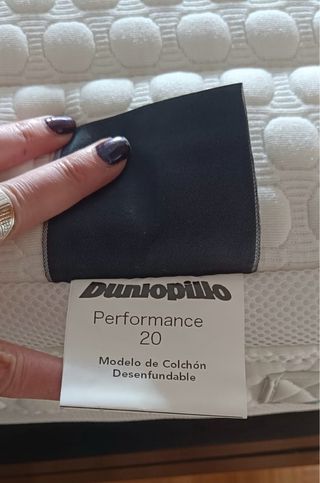 Dunlopillo
Performance
20
Modelo de Colchón
Desenfundable